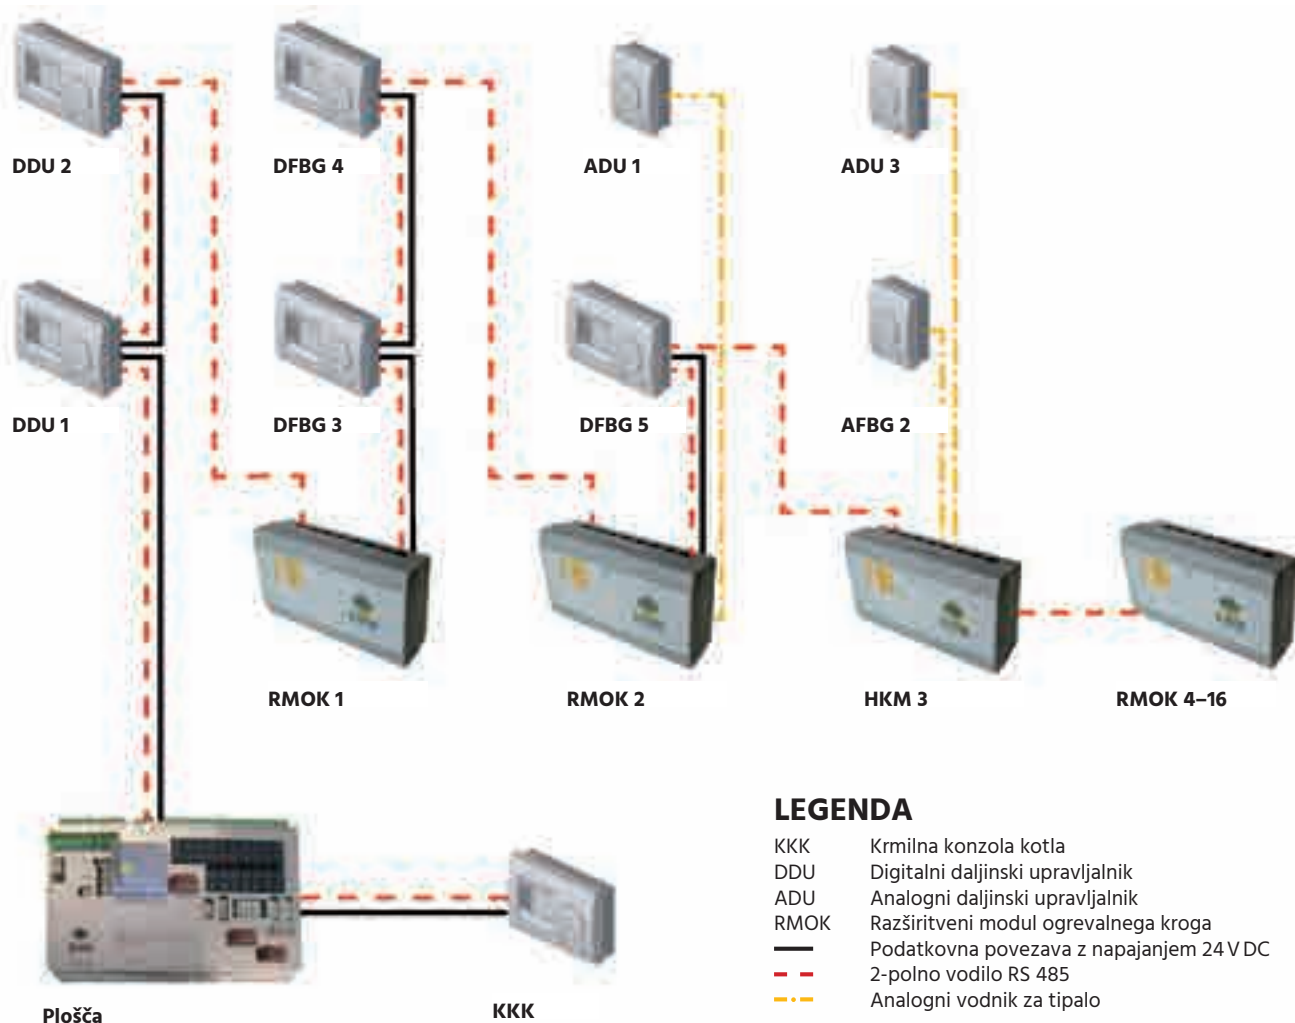 DDU 2
DFBG 4
ADU 1
ADU 3
DDU 1
DFBG 3
DFBG 5
AFBG 2
RMOK 1
RMOK 2
HKM 3
RMOK 4–16
Plošča
KKK
LEGENDA
KKK Krmilna konzola kotla
DDU Digitalni daljinski upravljalnik
ADU Analogni daljinski upravljalnik
RMOK Razširitveni modul ogrevalnega kroga
Podatkovna povezava z napajanjem 24 V DC
2-polno vodilo RS 485
Analogni vodnik za tipalo